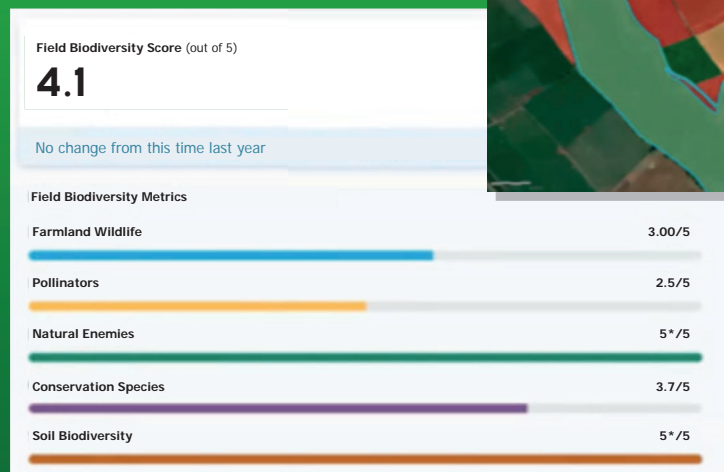 Field Biodiversity Score (out of 5)
4.1
No change from this time last year
Field Biodiversity Metrics
Farmland Wildlife 3.00/5
Pollinators 2.5/5
Natural Enemies 5*/5
Conservation Species 3.7/5
Soil Biodiversity 5*/5